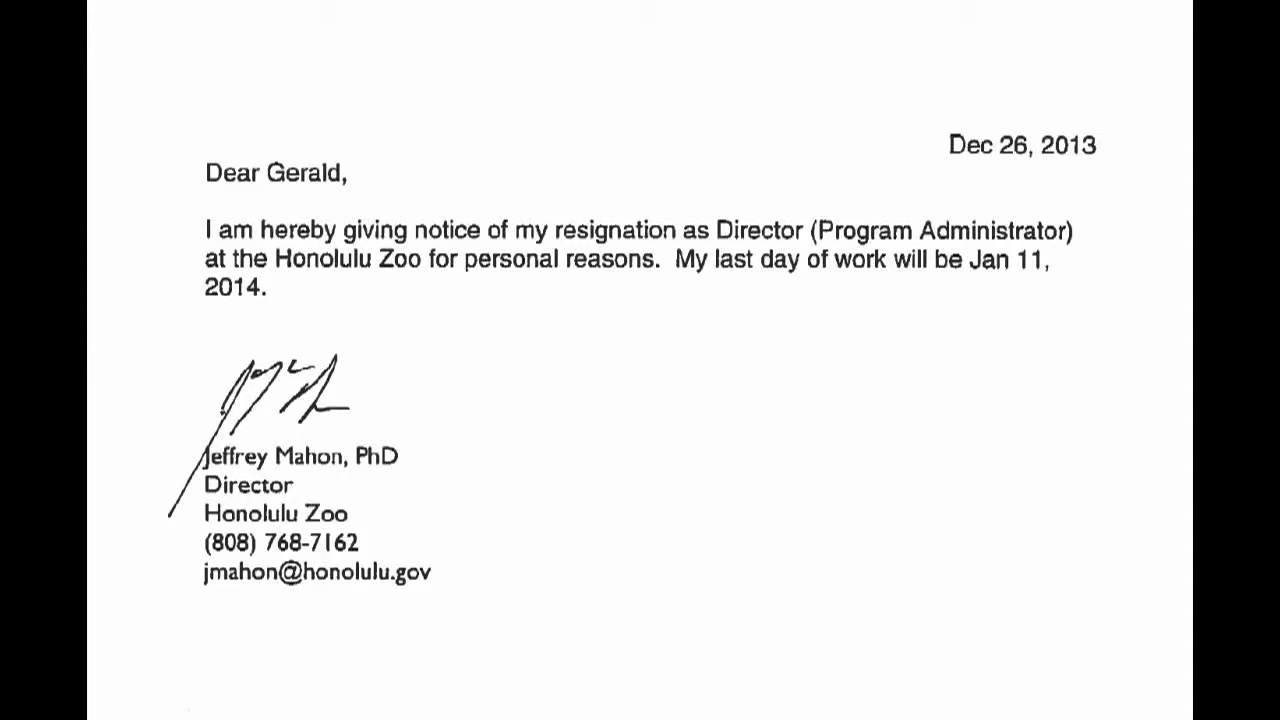 Dec 26, 2013
Dear Gerald,
I am hereby giving notice of my resignation as Director (Program Administrator)
at the Honolulu Zoo for personal reasons.  My last day of work will be Jan 11,
2014.
Jeffrey Mahon, PhD
Director
Honolulu Zoo
(808) 768-7162
jmahon@honolulu.gov